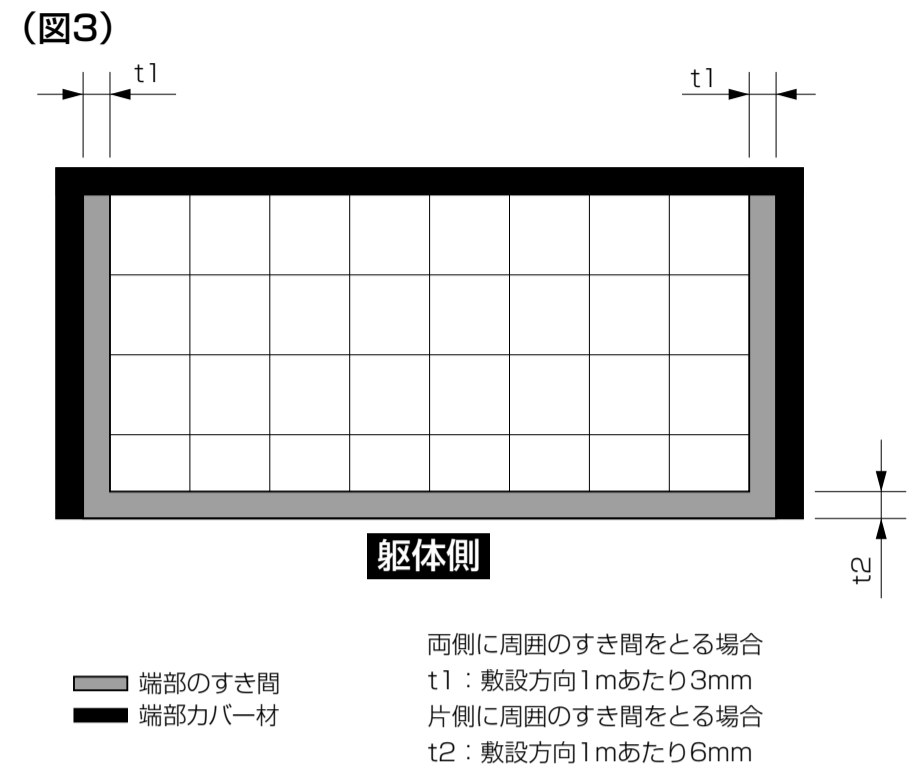 （図3）
t1
t1
t2
躯体側
端部のすき間
端部カバー材
両側に周囲のすき間をとる場合
t1：敷設方向1mあたり3mm
片側に周囲のすき間をとる場合
t2：敷設方向1mあたり6mm